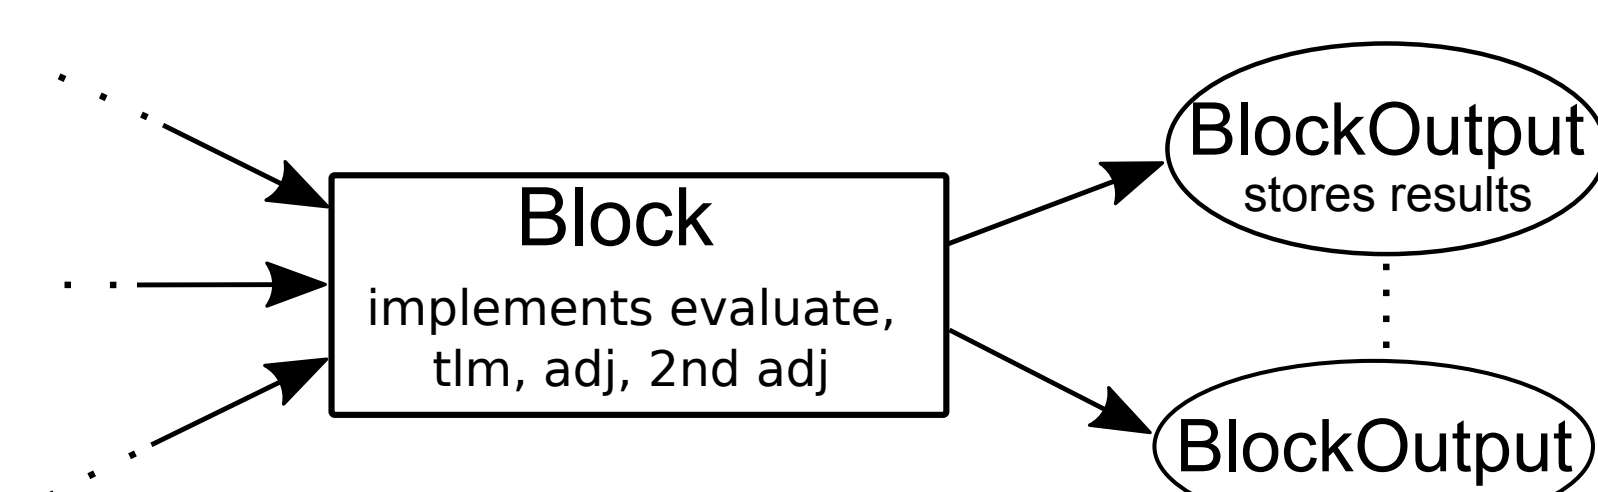 BlockOutput
stores results
Block
implements evaluate,
tlm, adj, 2nd adj
BlockOutput